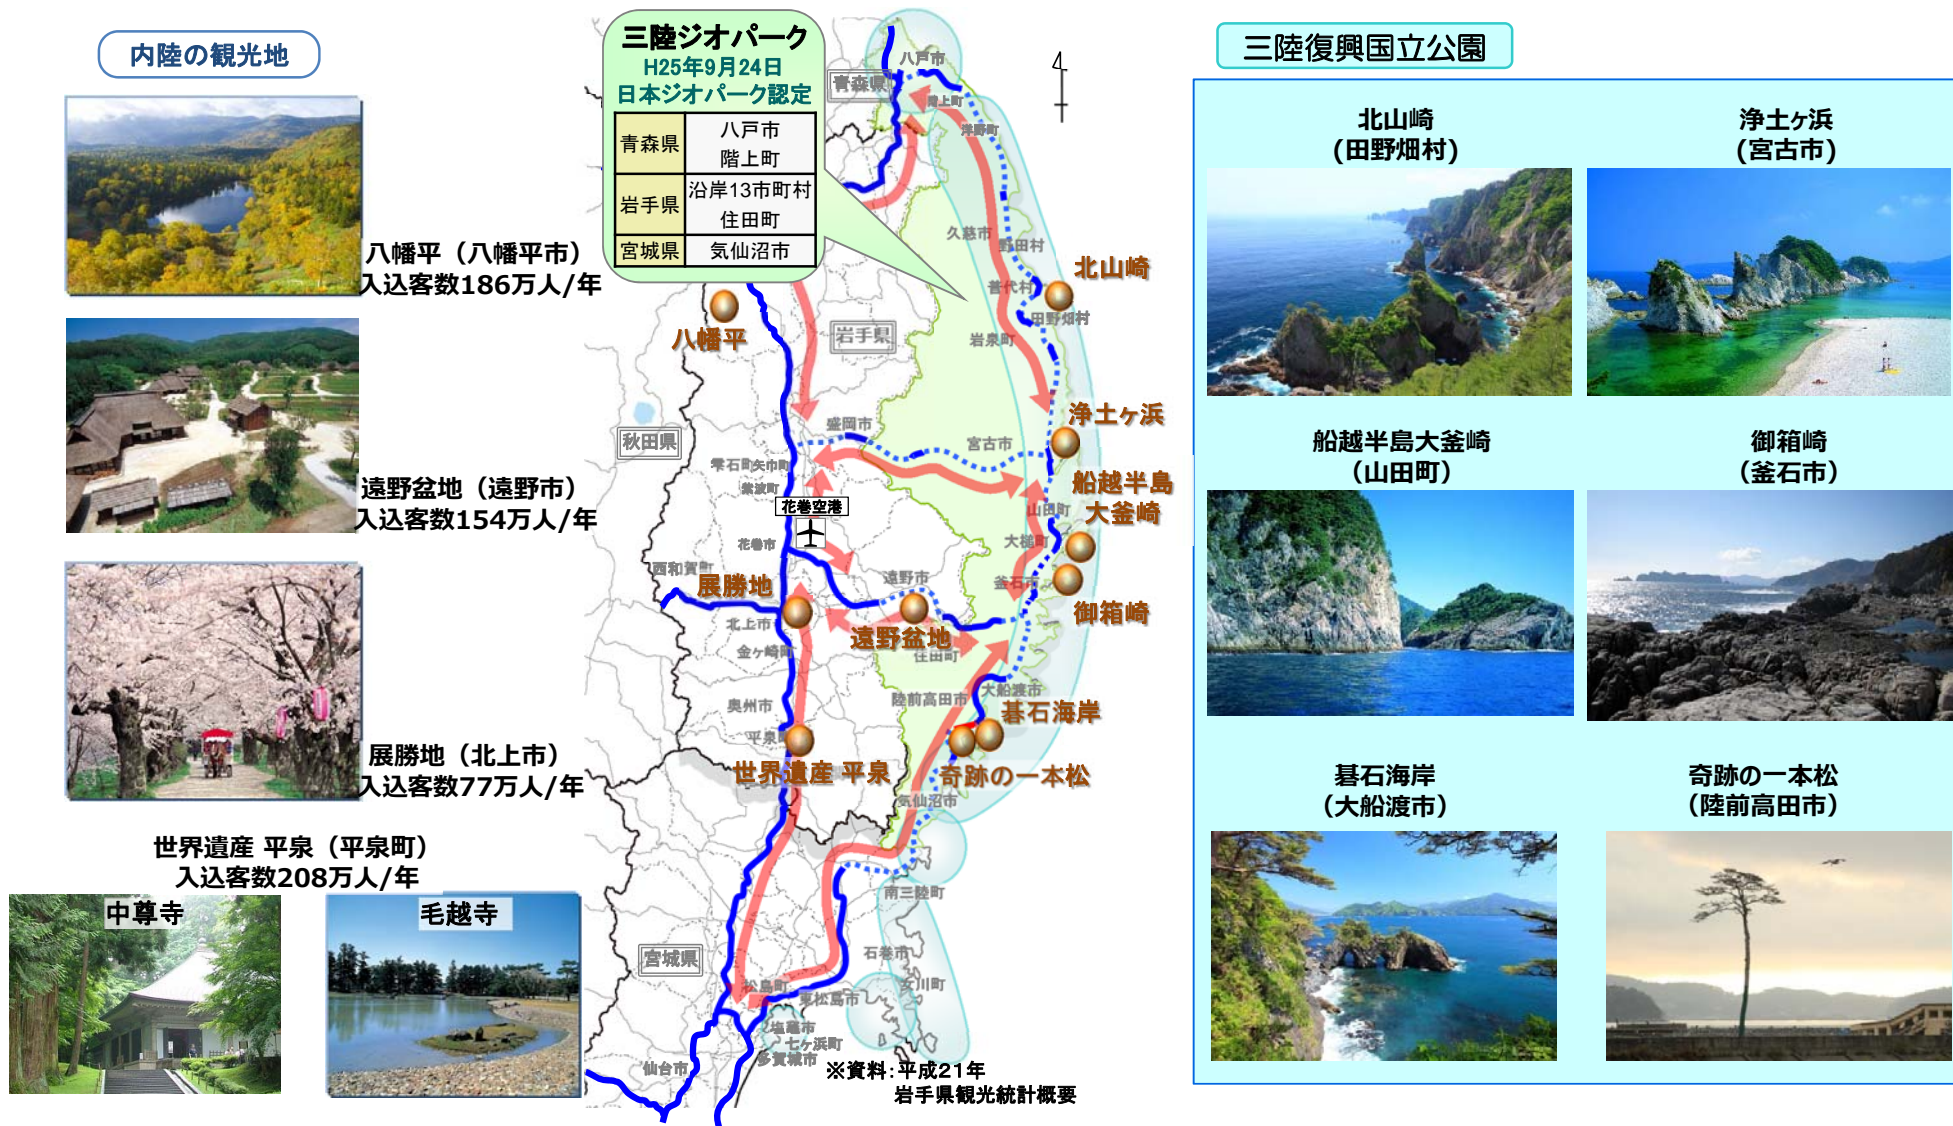 内陸の観光地
八幡平（八幡平市）
入込客数186万人/年
遠野盆地（遠野市）
入込客数154万人/年
展勝地（北上市）
入込客数77万人/年
世界遺産 平泉（平泉町）
入込客数208万人/年
中尊寺
毛越寺
三陸ジオパーク
H25年9月24日
日本ジオパーク認定
青森県
八戸市
階上町
岩手県
沿岸13市町村
住田町
宮城県
気仙沼市
八戸市
青森県
階上町
洋野町
久慈市
野田村
普代村
北山崎
田野畑村
岩泉町
岩手県
八幡平
秋田県
盛岡市
宮古市
浄土ヶ浜
雫石町
矢巾町
紫波町
花巻空港
船越半島
大釜崎
山田町
大槌町
花巻市
西和賀町
展勝地
遠野市
釜石市
御箱崎
北上市
遠野盆地
金ヶ崎町
住田町
奥州市
陸前高田市
大船渡市
碁石海岸
平泉町
世界遺産 平泉
奇跡の一本松
気仙沼市
南三陸町
宮城県
石巻市
女川町
松島町
東松島市
塩竈市
七ヶ浜町
多賀城市
仙台市
※資料：平成21年
岩手県観光統計概要
三陸復興国立公園
北山崎
(田野畑村)
浄土ヶ浜
(宮古市)
船越半島大釜崎
(山田町)
御箱崎
(釜石市)
碁石海岸
(大船渡市)
奇跡の一本松
(陸前高田市)